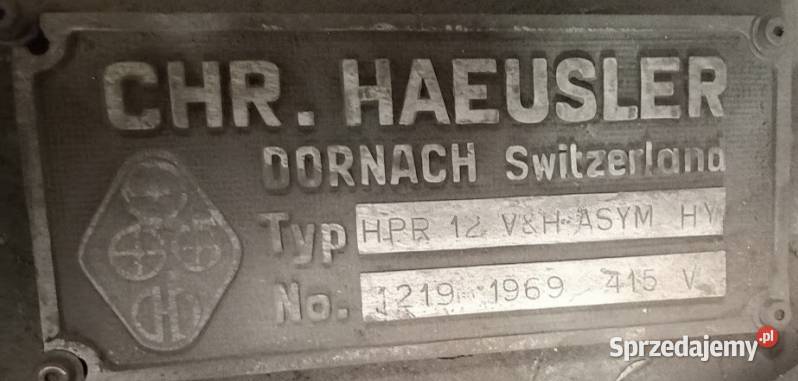 CHR. HAEUSLER
DORNACH Switzerland
Typ HPR 12 V&H-ASYM HY
No. 1219 1969 415 V
Sprzedajemy.pl